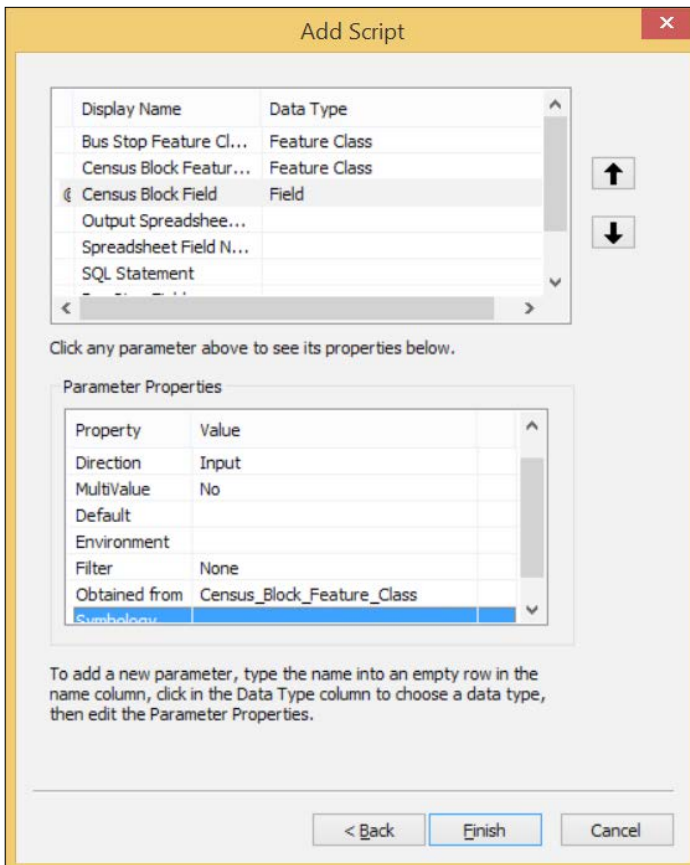 Add Script
Display Name Data Type
Bus Stop Feature Cl... Feature Class
Census Block Featur... Feature Class
Census Block Field Field
Output Spreadshee...
Spreadsheet Field N...
SQL Statement
Click any parameter above to see its properties below.
Parameter Properties
Property Value
Direction Input
MultiValue No
Default
Environment
Filter None
Obtained from Census_Block_Feature_Class
Symbology
To add a new parameter, type the name into an empty row in the
name column, click in the Data Type column to choose a data type,
then edit the Parameter Properties.
< Back Finish Cancel